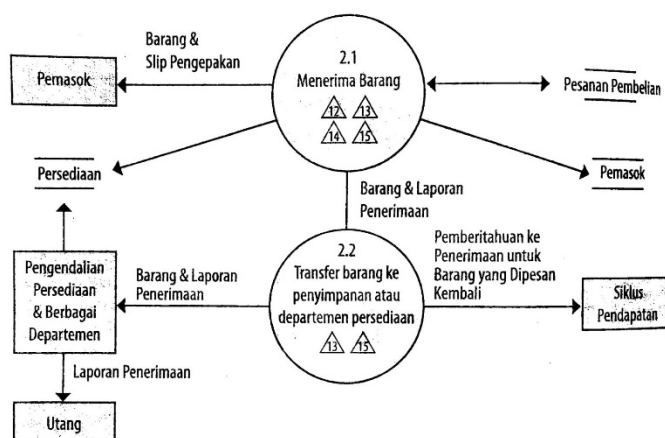 Barang &
Slip Pengepakan
Pemasok
2.1
Menerima Barang
12 13
14 15
Pesanan Pembelian
Persediaan
Pemasok
Barang & Laporan
Penerimaan
Pengendalian
Persediaan
& Berbagai
Departemen
Barang & Laporan
Penerimaan
2.2
Transfer barang ke
penyimpanan atau
departemen persediaan
13 15
Pemberitahuan ke
Penerimaan untuk
Barang yang Dipesan
Kembali
Siklus
Pendapatan
Laporan Penerimaan
Utang